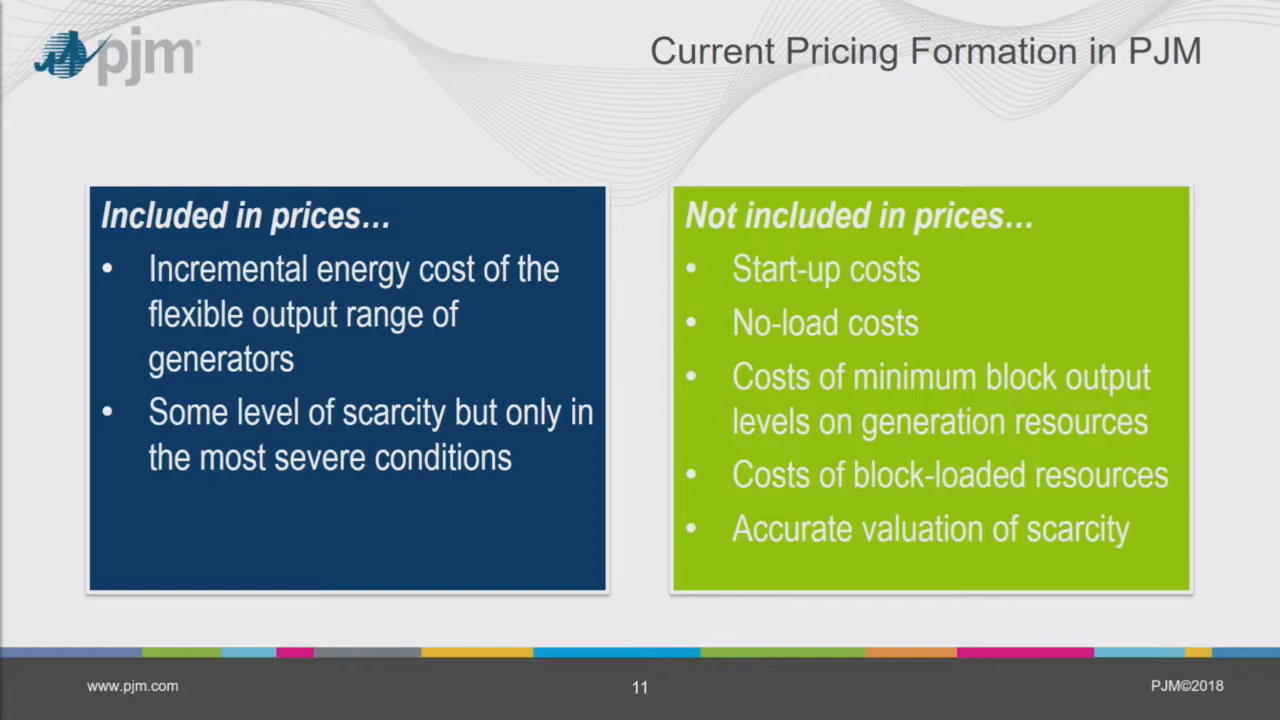 pjm
Current Pricing Formation in PJM
Included in prices…
• Incremental energy cost of the
flexible output range of
generators
• Some level of scarcity but only in
the most severe conditions
Not included in prices…
• Start-up costs
• No-load costs
• Costs of minimum block output
levels on generation resources
• Costs of block-loaded resources
• Accurate valuation of scarcity
www.pjm.com
11
PJM©2018